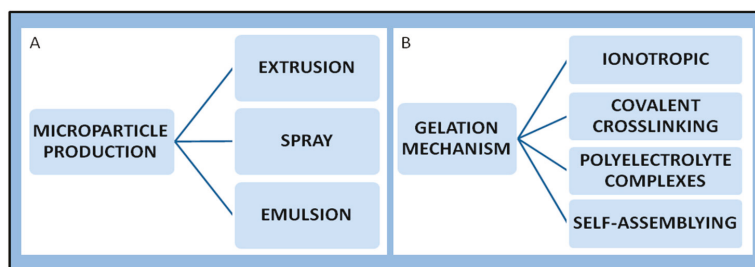 A
MICROPARTICLE
PRODUCTION
EXTRUSION
SPRAY
EMULSION
B
GELATION
MECHANISM
IONOTROPIC
COVALENT
CROSSLINKING
POLYELECTROLYTE
COMPLEXES
SELF-ASSEMBLYING